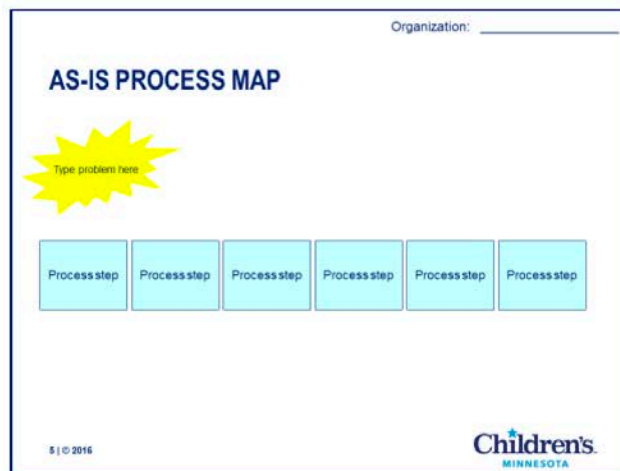 Organization:
AS-IS PROCESS MAP
Type problem here
Process step Process step Process step Process step Process step Process step
5 | © 2016
Children's
MINNESOTA